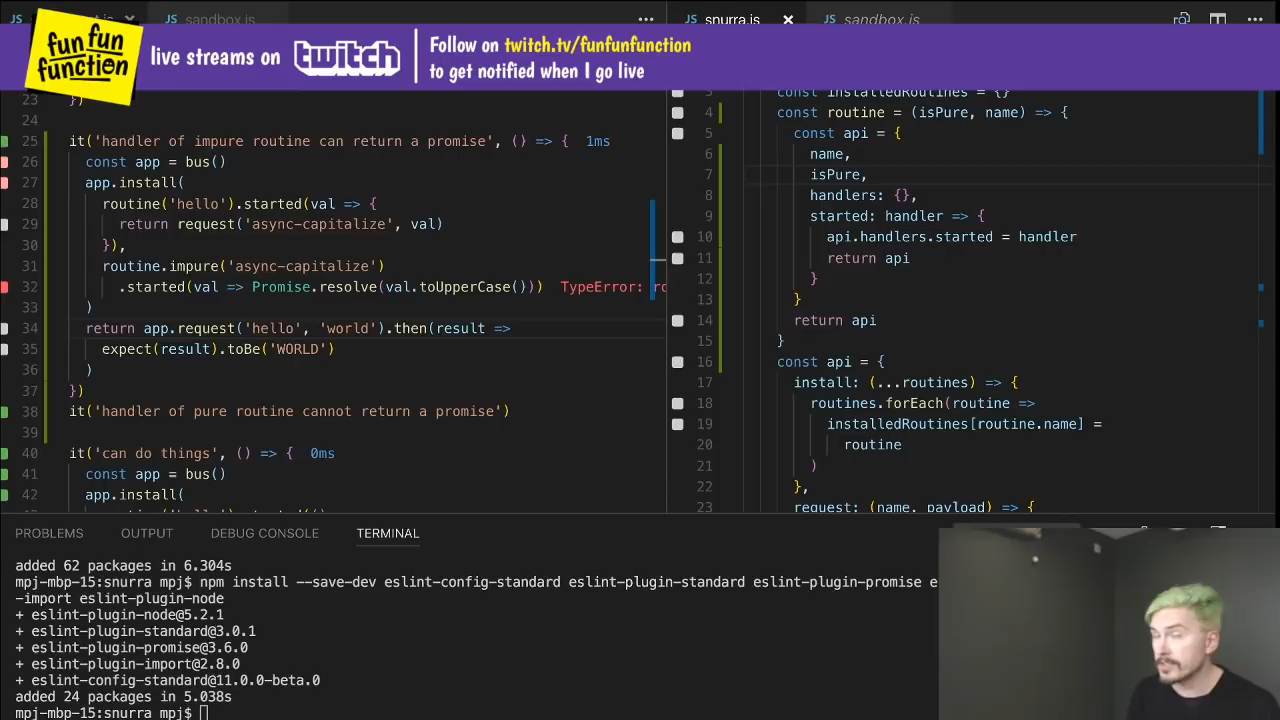 snurra.js
sandbox.js
sandbox.js
fun fun function
live streams on twitch
Follow on twitch.tv/funfunfunction
to get notified when I go live
23 })
24
25 it('handler of impure routine can return a promise', () => { 1ms
26 const app = bus()
27 app.install(
28 routine('hello').started(val => {
29 return request('async-capitalize', val)
30 }),
31 routine.impure('async-capitalize')
32 .started(val => Promise.resolve(val.toUpperCase())) TypeError: ro
33 )
34 return app.request('hello', 'world').then(result =>
35 expect(result).toBe('WORLD')
36 )
37 })
38 it('handler of pure routine cannot return a promise')
39
40 it('can do things', () => { 0ms
41 const app = bus()
42 app.install(
3 const installedRoutines = {}
4 const routine = (isPure, name) => {
5 const api = {
6 name,
7 isPure,
8 handlers: {},
9 started: handler => {
10 api.handlers.started = handler
11 return api
12 }
13 }
14 return api
15 }
16 const api = {
17 install: (...routines) => {
18 routines.forEach(routine =>
19 installedRoutines[routine.name] =
20 routine
21 )
22 },
23 request: (name, payload) => {
PROBLEMS
OUTPUT
DEBUG CONSOLE
TERMINAL
added 62 packages in 6.304s
mpj-mbp-15:snurra mpj$ npm install --save-dev eslint-config-standard eslint-plugin-standard eslint-plugin-promise e
-import eslint-plugin-node
+ eslint-plugin-node@5.2.1
+ eslint-plugin-standard@3.0.1
+ eslint-plugin-promise@3.6.0
+ eslint-plugin-import@2.8.0
+ eslint-config-standard@11.0.0-beta.0
added 24 packages in 5.038s
mpj-mbp-15:snurra mpj$